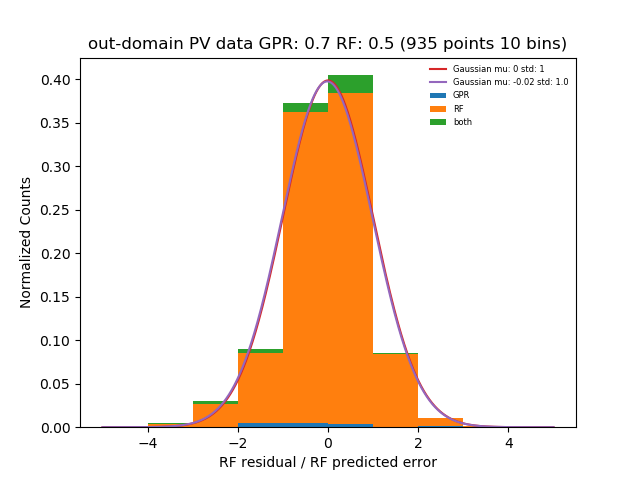 out-domain PV data GPR: 0.7 RF: 0.5 (935 points 10 bins)
Gaussian mu: 0 std: 1
Gaussian mu: -0.02 std: 1.0
GPR
RF
both
Normalized Counts
0.40
0.35
0.30
0.25
0.20
0.15
0.10
0.05
0.00
−4 −2 0 2 4
RF residual / RF predicted error